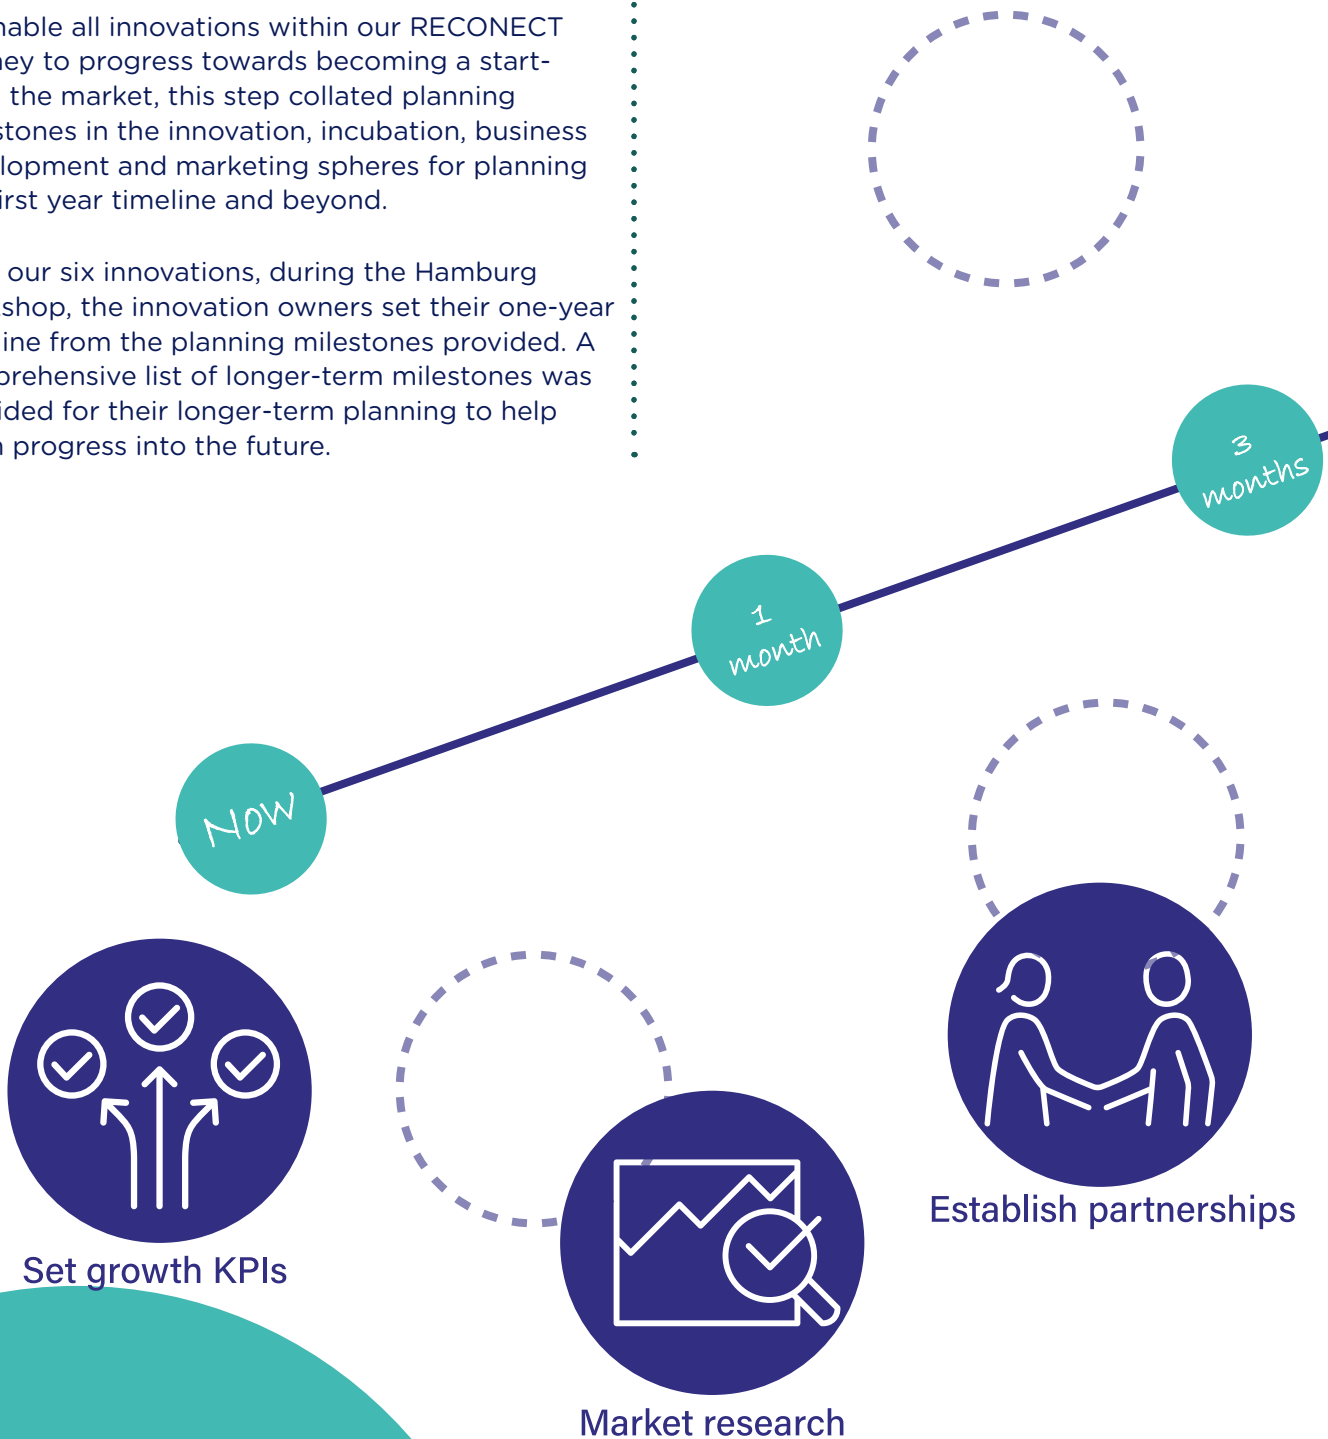 nable all innovations within our RECONECT
ney to progress towards becoming a start-
the market, this step collated planning
stones in the innovation, incubation, business
lopment and marketing spheres for planning
irst year timeline and beyond.
our six innovations, during the Hamburg
tshop, the innovation owners set their one-year
ine from the planning milestones provided. A
prehensive list of longer-term milestones was
ided for their longer-term planning to help
n progress into the future.
3
months
1
month
Now
Establish partnerships
Set growth KPIs
Market research